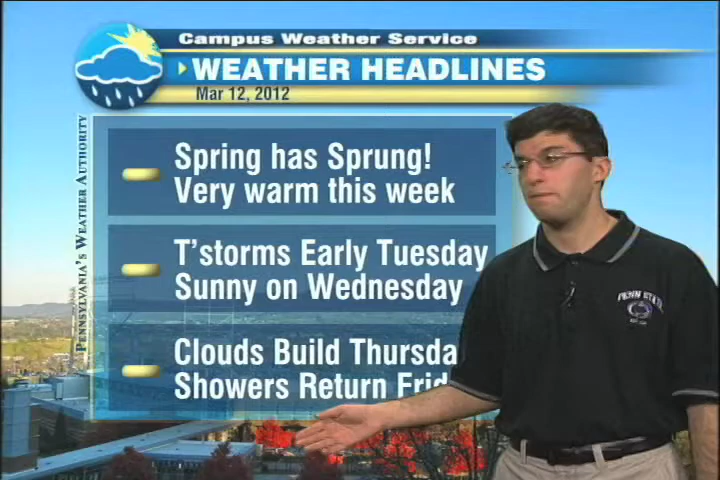 Campus Weather Service
WEATHER HEADLINES
Mar 12, 2012
PENNSYLVANIA'S WEATHER AUTHORITY
Spring has Sprung!
Very warm this week
T'storms Early Tuesday
Sunny on Wednesday
Clouds Build Thursda
Showers Return Frid
PENN STATE